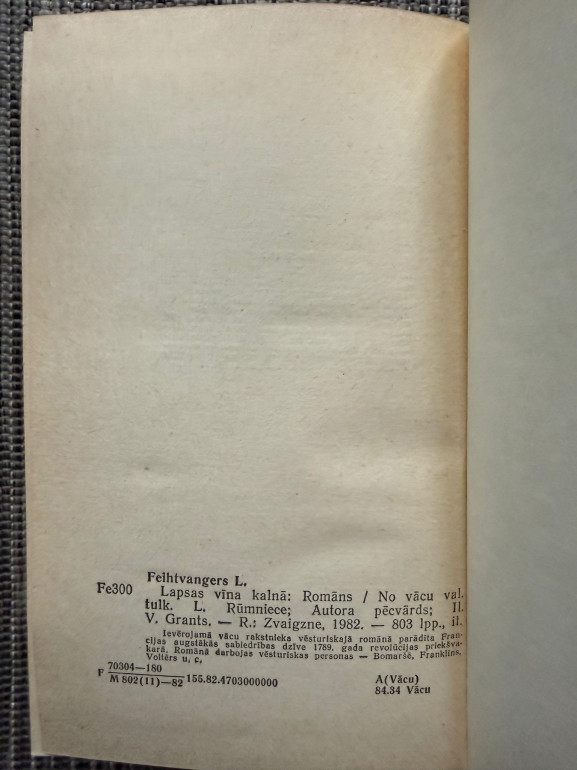 Feihtvangers L.
Fe300 Lapsas vīna kalnā: Romāns / No vācu val.
tulk. L. Rūmniece; Autora pēcvārds; Il.
V. Grants. — R.: Zvaigzne, 1982. — 803 lpp., il.
Ievērojamā vācu rakstnieka vēsturiskajā romānā parādīta Fran-
cijas augstākās sabiedrības dzīve 1789. gada revolūcijas priekšva-
karā. Romānā darbojas vēsturiskas personas — Bomaršē, Franklins,
Voltērs u. c.
F 70304—180
M 802(11)—82 155.82.4703000000
A(Vācu)
84.34 Vācu